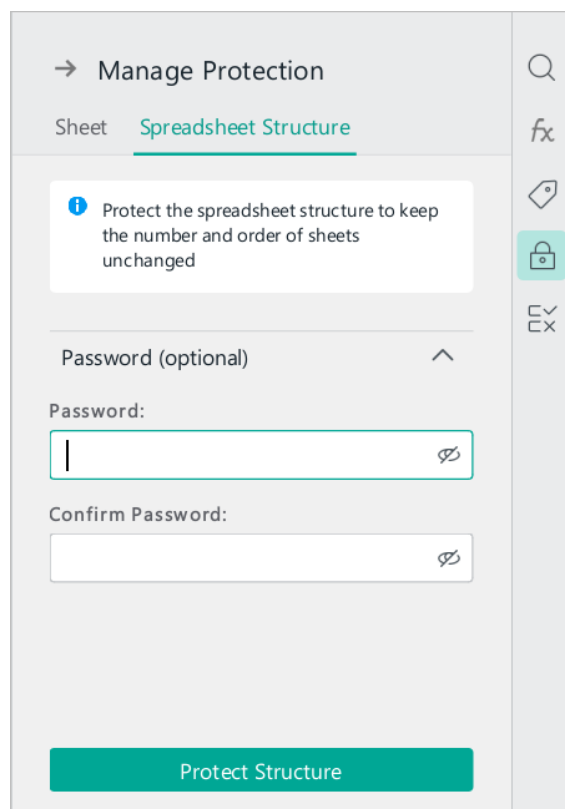 Manage Protection
Sheet Spreadsheet Structure
Protect the spreadsheet structure to keep
the number and order of sheets
unchanged
Password (optional)
Password:
Confirm Password:
Protect Structure
fx